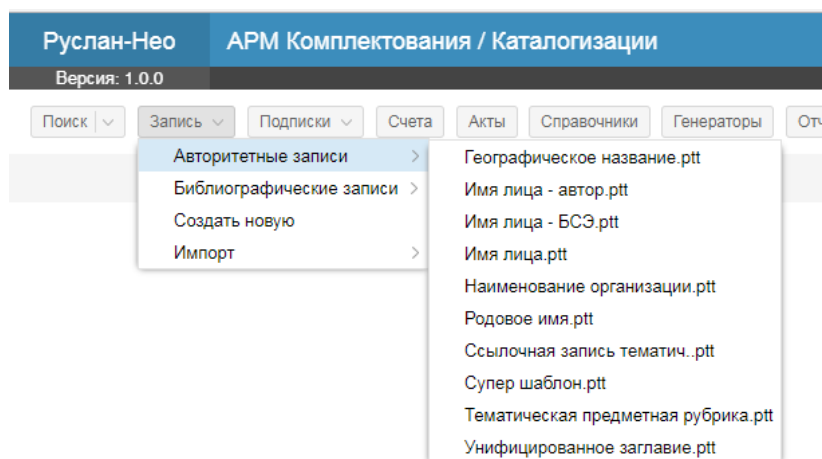 Руслан-Нео АРМ Комплектования / Каталогизации
Версия: 1.0.0
Поиск Запись Подписки Счета Акты Справочники Генераторы
Авторитетные записи
Библиографические записи
Создать новую
Импорт
Географическое название.ptt
Имя лица - автор.ptt
Имя лица - БСЭ.ptt
Имя лица.ptt
Наименование организации.ptt
Родовое имя.ptt
Ссылочная запись тематич..ptt
Супер шаблон.ptt
Тематическая предметная рубрика.ptt
Унифицированное заглавие.ptt